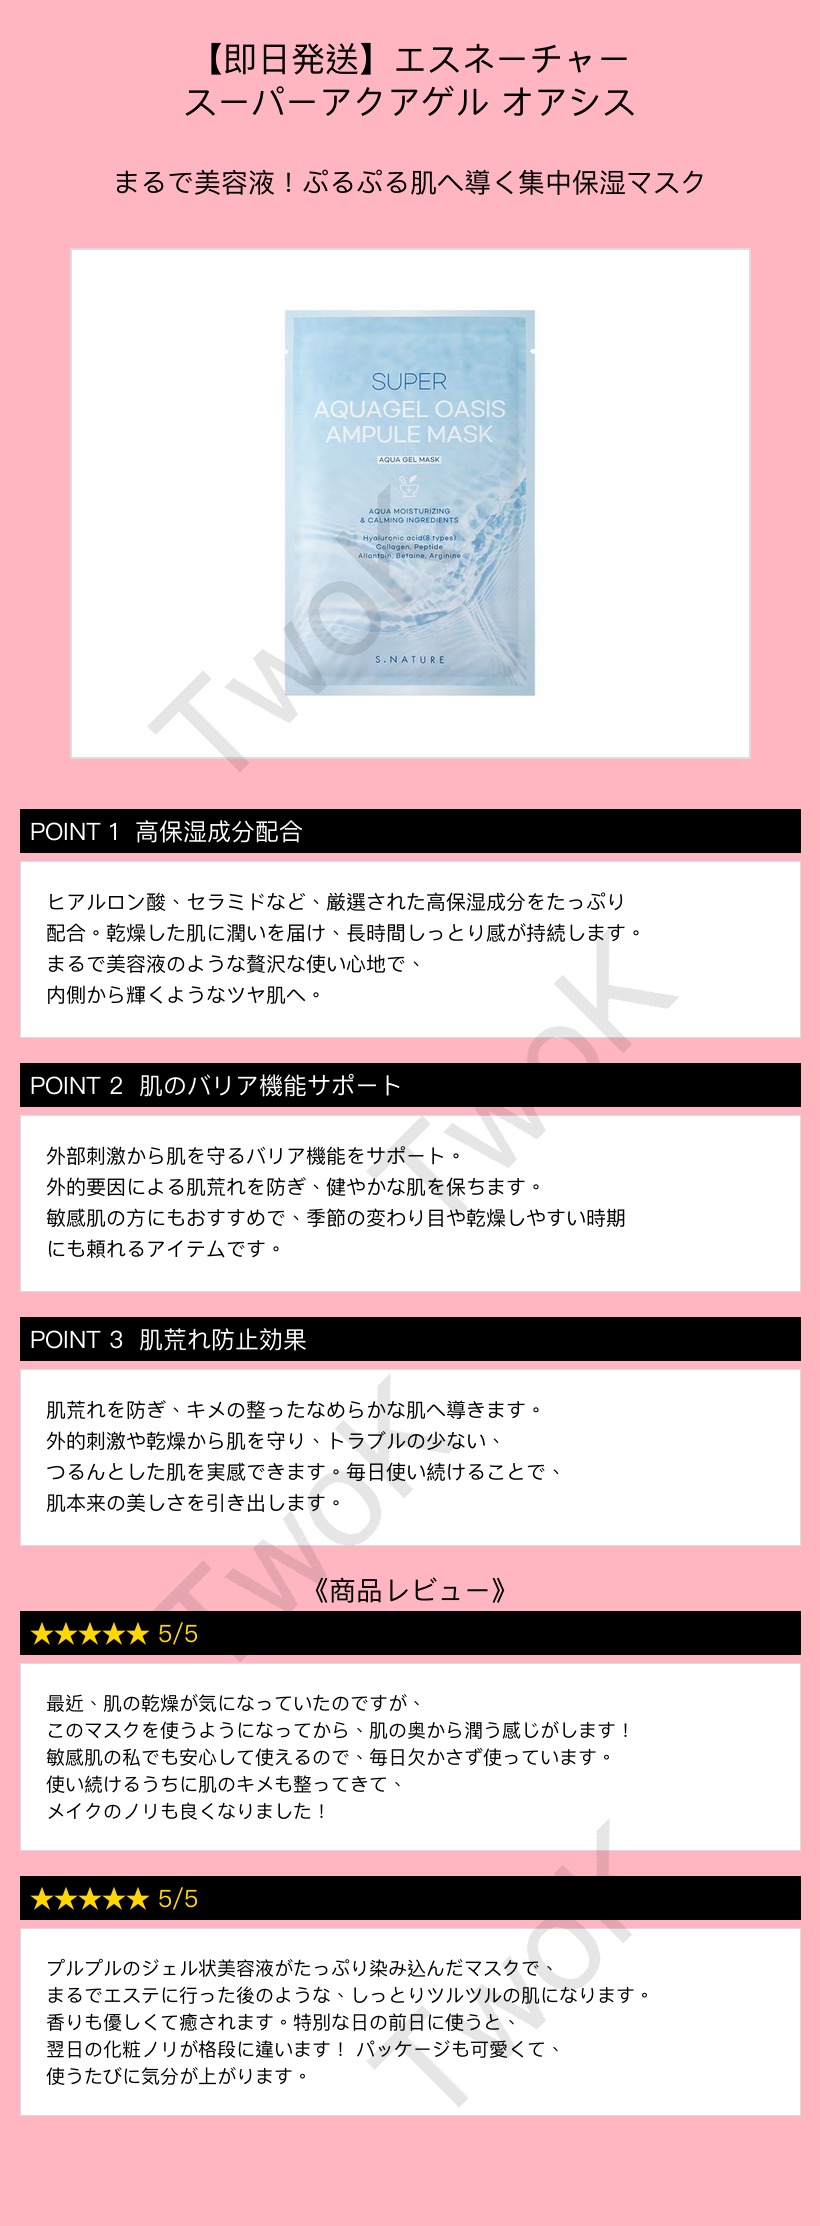 【即日発送】エスネーチャー
スーパーアクアゲル オアシス
まるで美容液！ぷるぷる肌へ導く集中保湿マスク
SUPER
AQUAGEL OASIS
AMPULE MASK
AQUA GEL MASK
AQUA MOISTURIZING
& CALMING INGREDIENTS
Hyaluronic acid(8 types)
Collagen, Peptide
Allantoin, Betaine, Arginine
S.NATURE
TwoK
POINT 1 高保湿成分配合
ヒアルロン酸、セラミドなど、厳選された高保湿成分をたっぷり
配合。乾燥した肌に潤いを届け、長時間しっとり感が持続します。
まるで美容液のような贅沢な使い心地で、
内側から輝くようなツヤ肌へ。
TwoK
POINT 2 肌のバリア機能サポート
外部刺激から肌を守るバリア機能をサポート。
外的要因による肌荒れを防ぎ、健やかな肌を保ちます。
敏感肌の方にもおすすめで、季節の変わり目や乾燥しやすい時期
にも頼れるアイテムです。
POINT 3 肌荒れ防止効果
肌荒れを防ぎ、キメの整ったなめらかな肌へ導きます。
外的刺激や乾燥から肌を守り、トラブルの少ない、
つるんとした肌を実感できます。毎日使い続けることで、
肌本来の美しさを引き出します。
TwoK
《商品レビュー》
★★★★★ 5/5
最近、肌の乾燥が気になっていたのですが、
このマスクを使うようになってから、肌の奥から潤う感じがします！
敏感肌の私でも安心して使えるので、毎日欠かさず使っています。
使い続けるうちに肌のキメも整ってきて、
メイクのノリも良くなりました！
★★★★★ 5/5
プルプルのジェル状美容液がたっぷり染み込んだマスクで、
まるでエステに行った後のような、しっとりツルツルの肌になります。
香りも優しくて癒されます。特別な日の前日に使うと、
翌日の化粧ノリが格段に違います！ パッケージも可愛くて、
使うたびに気分が上がります。
TwoK